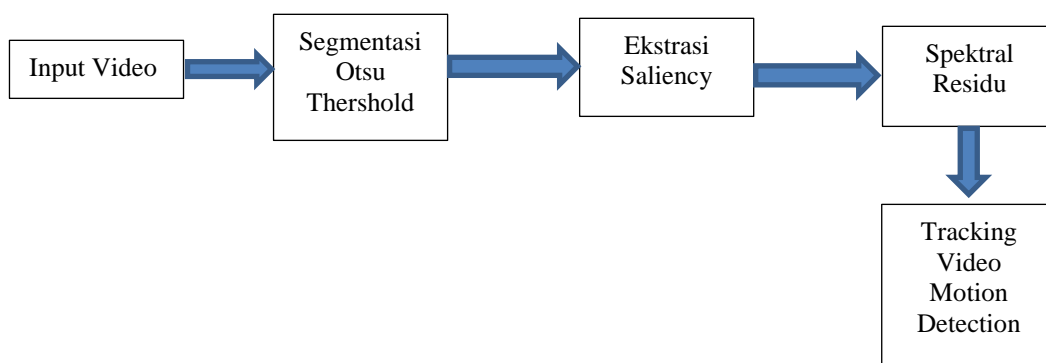 Input Video
Segmentasi
Otsu
Thershold
Ekstrasi
Saliency
Spektral
Residu
Tracking
Video
Motion
Detection